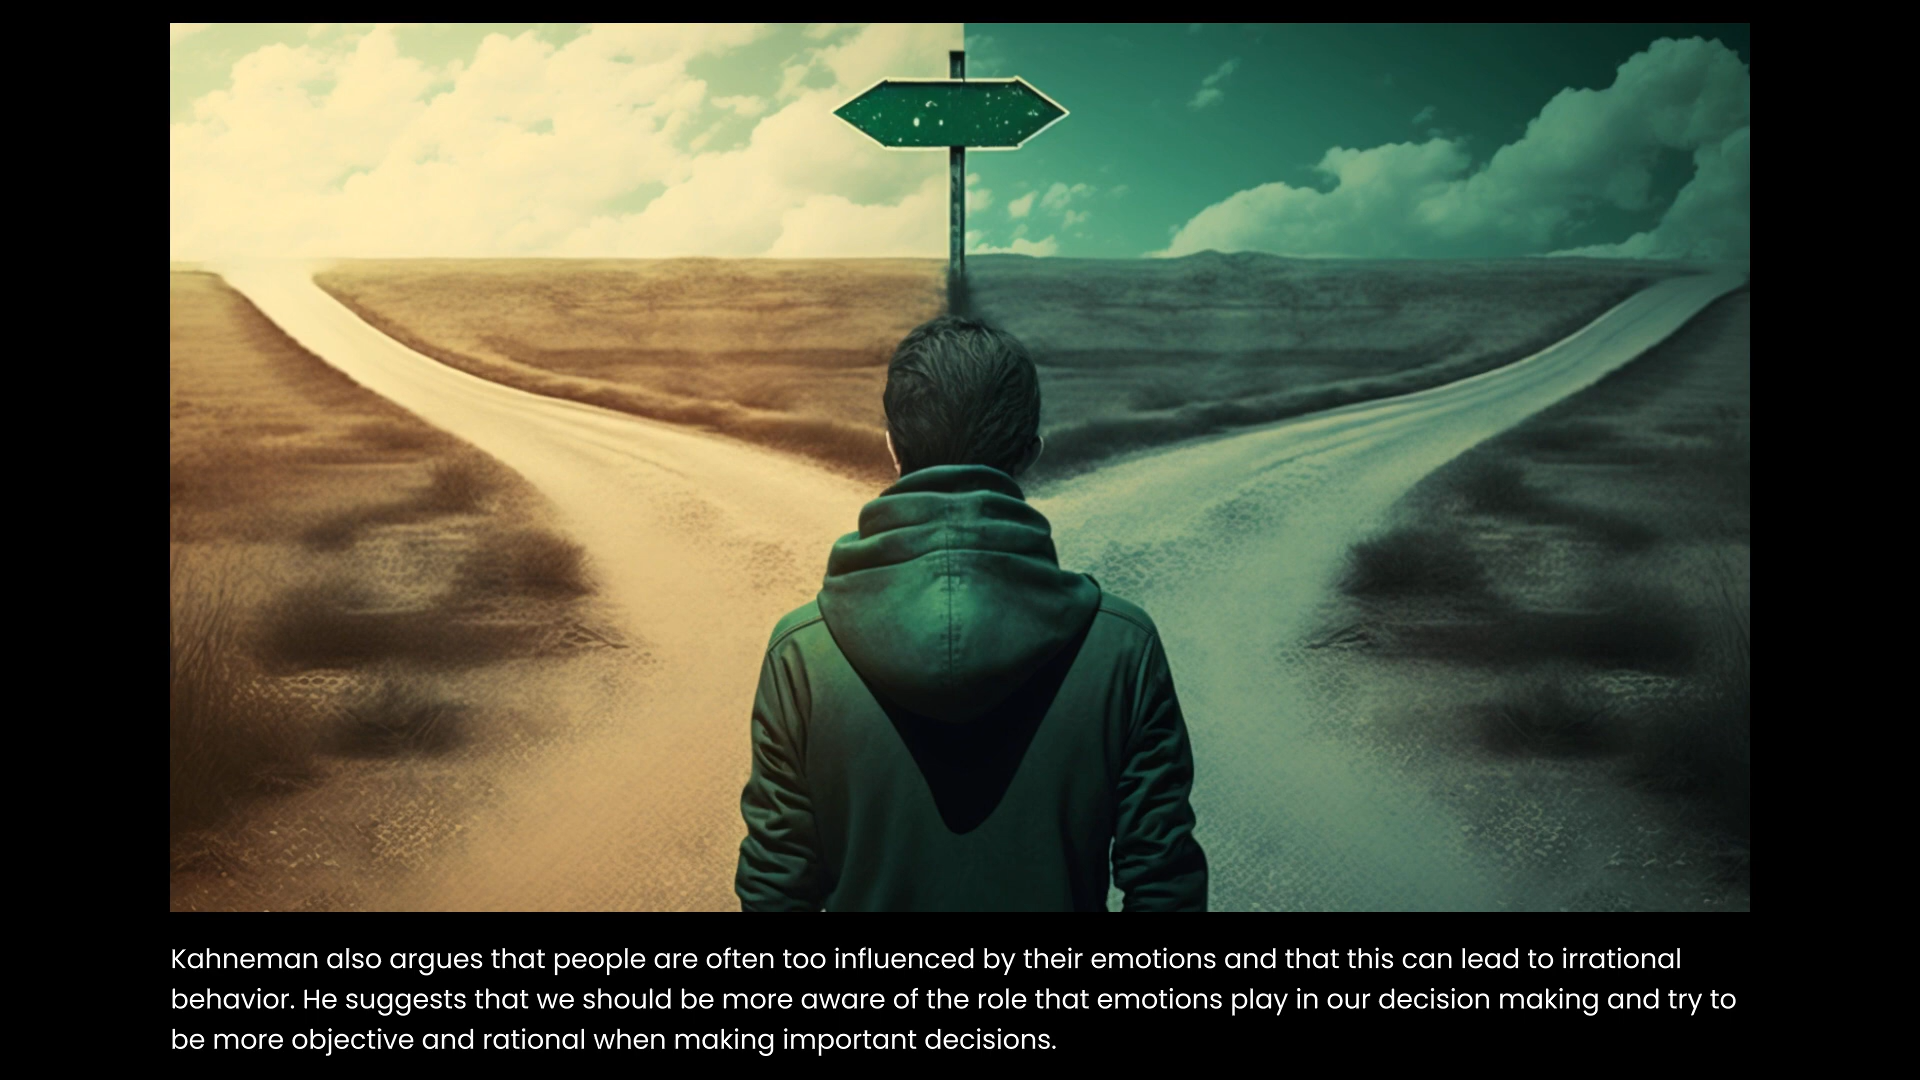 Kahneman also argues that people are often too influenced by their emotions and that this can lead to irrational
behavior. He suggests that we should be more aware of the role that emotions play in our decision making and try to
be more objective and rational when making important decisions.